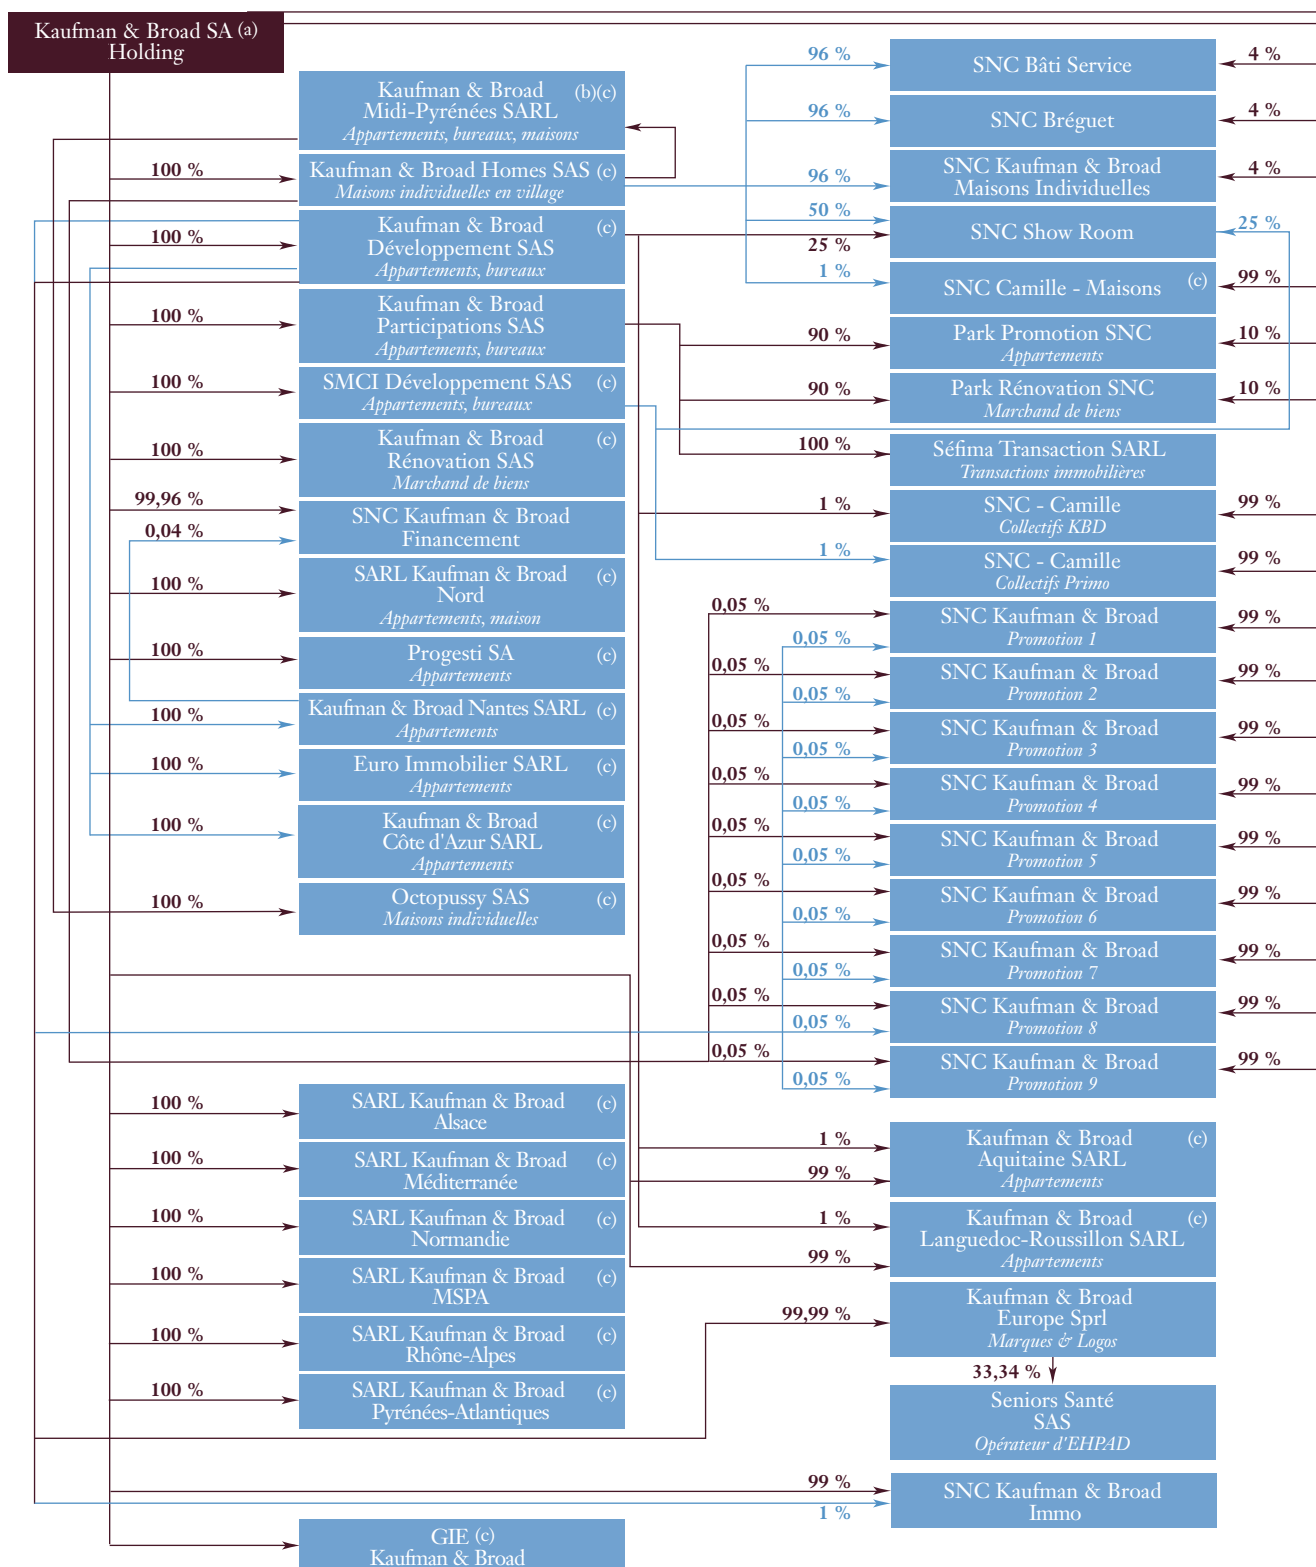 Kaufman & Broad SA (a)
Holding
Kaufman & Broad (b)(c)
Midi-Pyrénées SARL
Appartements, bureaux, maisons
100 %
Kaufman & Broad Homes SAS (c)
Maisons individuelles en village
100 %
Kaufman & Broad (c)
Développement SAS
Appartements, bureaux
100 %
Kaufman & Broad
Participations SAS
Appartements, bureaux
100 %
SMCI Développement SAS (c)
Appartements, bureaux
100 %
Kaufman & Broad (c)
Rénovation SAS
Marchand de biens
99,96 %
0,04 %
SNC Kaufman & Broad
Financement
100 %
SARL Kaufman & Broad (c)
Nord
Appartements, maison
100 %
Progesti SA (c)
Appartements
100 %
Kaufman & Broad Nantes SARL (c)
Appartements
100 %
Euro Immobilier SARL (c)
Appartements
100 %
Kaufman & Broad (c)
Côte d'Azur SARL
Appartements
100 %
Octopussy SAS (c)
Maisons individuelles
100 %
SARL Kaufman & Broad (c)
Alsace
100 %
SARL Kaufman & Broad (c)
Méditerranée
100 %
SARL Kaufman & Broad (c)
Normandie
100 %
SARL Kaufman & Broad (c)
MSPA
100 %
SARL Kaufman & Broad (c)
Rhône-Alpes
100 %
SARL Kaufman & Broad (c)
Pyrénées-Atlantiques
GIE (c)
Kaufman & Broad
96 %
SNC Bâti Service
4 %
96 %
SNC Bréguet
4 %
96 %
SNC Kaufman & Broad
Maisons Individuelles
4 %
50 %
25 %
SNC Show Room
25 %
1 %
SNC Camille - Maisons (c)
99 %
90 %
Park Promotion SNC
Appartements
10 %
90 %
Park Rénovation SNC
Marchand de biens
10 %
100 %
Séfima Transaction SARL
Transactions immobilières
1 %
SNC - Camille
Collectifs KBD
99 %
1 %
SNC - Camille
Collectifs Primo
99 %
0,05 %
0,05 %
SNC Kaufman & Broad
Promotion 1
99 %
0,05 %
0,05 %
SNC Kaufman & Broad
Promotion 2
99 %
0,05 %
0,05 %
SNC Kaufman & Broad
Promotion 3
99 %
0,05 %
0,05 %
SNC Kaufman & Broad
Promotion 4
99 %
0,05 %
0,05 %
SNC Kaufman & Broad
Promotion 5
99 %
0,05 %
0,05 %
SNC Kaufman & Broad
Promotion 6
99 %
0,05 %
0,05 %
SNC Kaufman & Broad
Promotion 7
99 %
0,05 %
0,05 %
SNC Kaufman & Broad
Promotion 8
99 %
0,05 %
0,05 %
SNC Kaufman & Broad
Promotion 9
99 %
1 %
99 %
Kaufman & Broad (c)
Aquitaine SARL
Appartements
1 %
99 %
Kaufman & Broad (c)
Languedoc-Roussillon SARL
Appartements
99,99 %
Kaufman & Broad
Europe Sprl
Marques & Logos
33,34 %
Seniors Santé
SAS
Opérateur d'EHPAD
99 %
1 %
SNC Kaufman & Broad
Immo